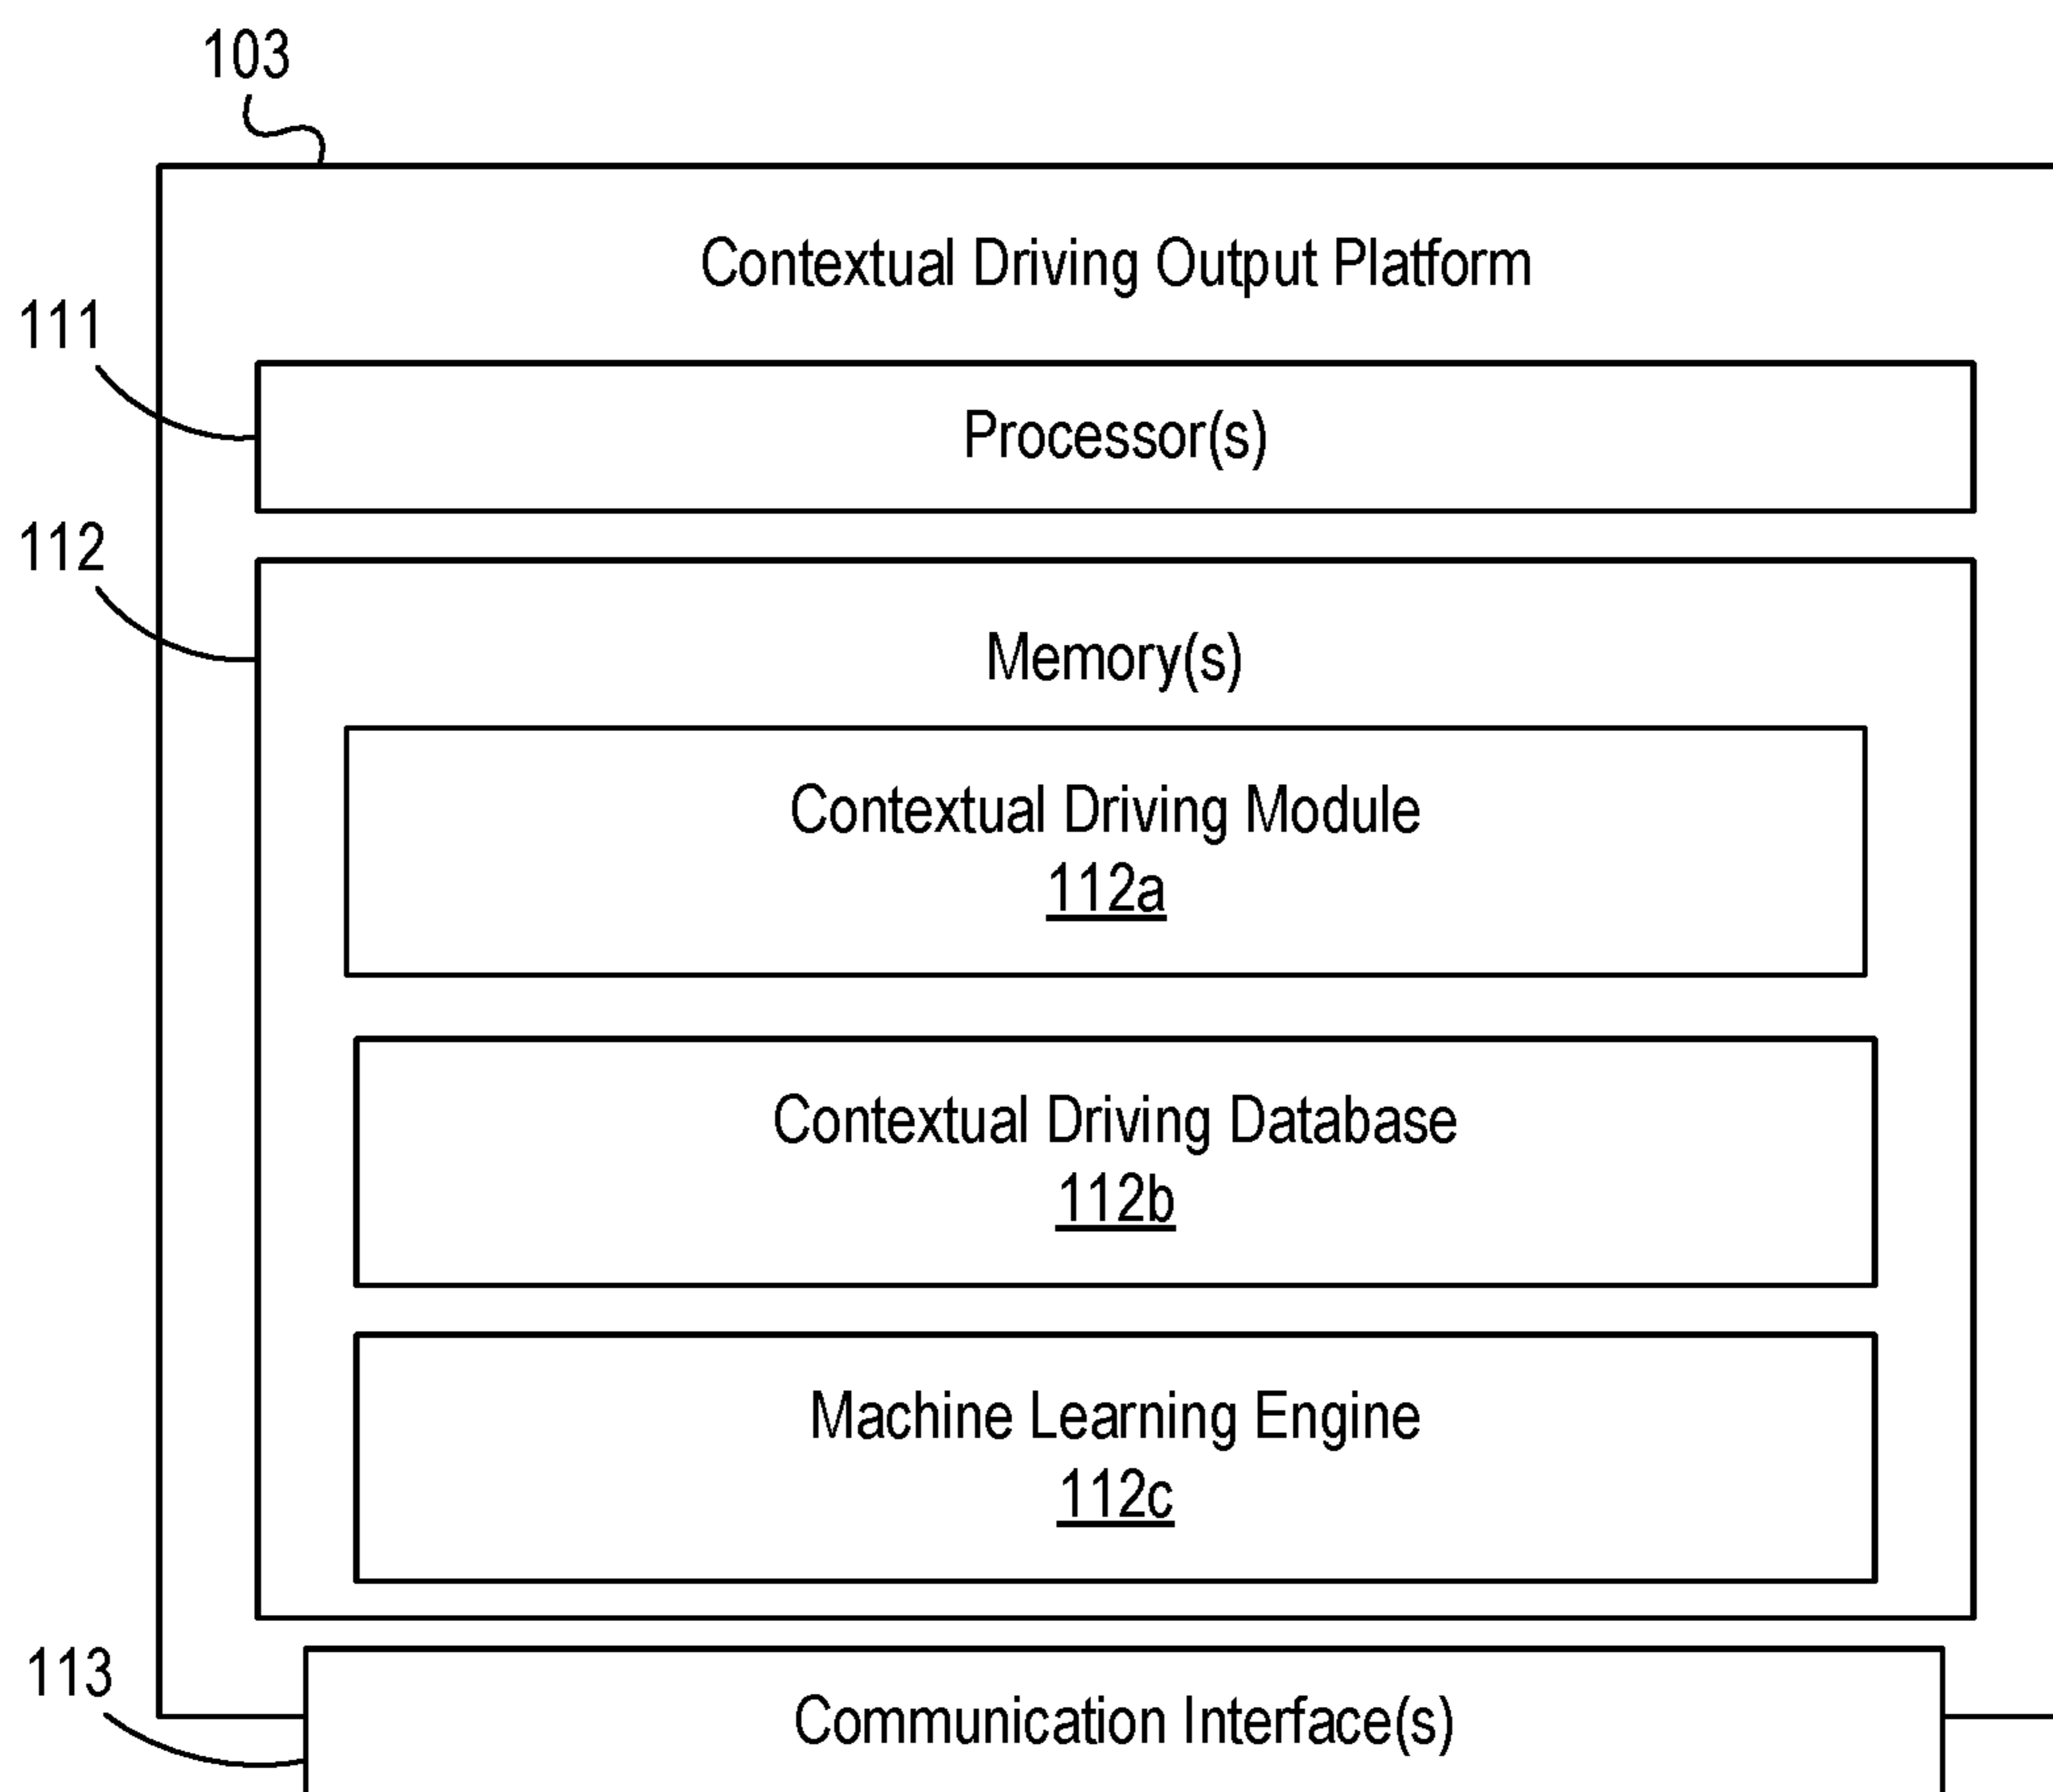 103
Contextual Driving Output Platform
111
Processor(s)
112
Memory(s)
Contextual Driving Module
112a
Contextual Driving Database
112b
Machine Learning Engine
112c
113
Communication Interface(s)